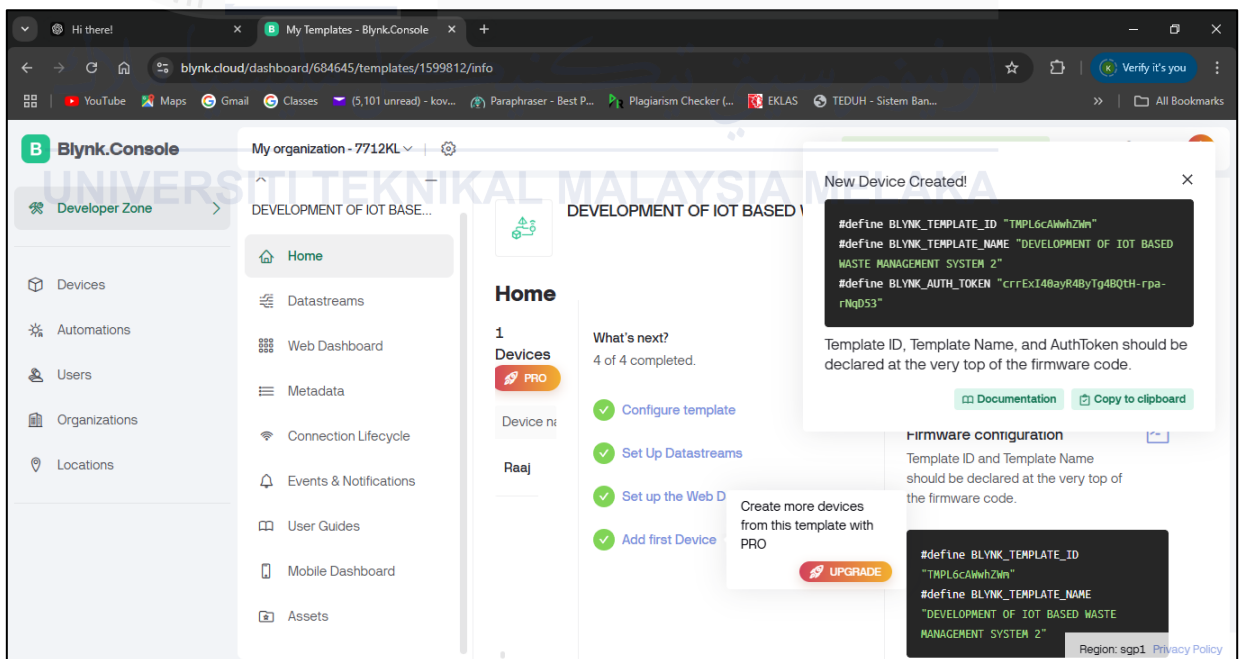 Hi there!
My Templates - Blynk.Console
blynk.cloud/dashboard/684645/templates/1599812/info
Verify it's you
YouTube
Maps
Gmail
Classes
(5,101 unread) - kov...
Paraphraser - Best P...
Plagiarism Checker (...
EKLAS
TEDUH - Sistem Ban...
All Bookmarks
B Blynk.Console
My organization - 7712KL
UNIVERSITI TEKNIKAL MALAYSIA MELAKA
Developer Zone
Devices
Automations
Users
Organizations
Locations
DEVELOPMENT OF IOT BASE...
Home
Datastreams
Web Dashboard
Metadata
Connection Lifecycle
Events & Notifications
User Guides
Mobile Dashboard
Assets
DEVELOPMENT OF IOT BASED
Home
1
Devices
PRO
Device na
Raaj
What's next?
4 of 4 completed.
Configure template
Set Up Datastreams
Set up the Web D
Add first Device
Create more devices
from this template with
PRO
UPGRADE
New Device Created!
#define BLYNK_TEMPLATE_ID "TMPL6cAWwhZWm"
#define BLYNK_TEMPLATE_NAME "DEVELOPMENT OF IOT BASED
WASTE MANAGEMENT SYSTEM 2"
#define BLYNK_AUTH_TOKEN "crrExI40ayR4ByTg4BQtH-rpa-
rNqD53"
Template ID, Template Name, and AuthToken should be
declared at the very top of the firmware code.
Documentation
Copy to clipboard
Firmware configuration
Template ID and Template Name
should be declared at the very top of
the firmware code.
#define BLYNK_TEMPLATE_ID
"TMPL6cAWwhZWm"
#define BLYNK_TEMPLATE_NAME
"DEVELOPMENT OF IOT BASED WASTE
MANAGEMENT SYSTEM 2"
Region: sgp1 Privacy Policy